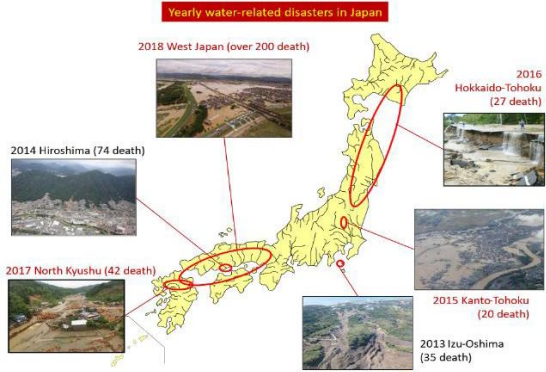 Yearly water-related disasters in Japan
2018 West Japan (over 200 death)
2016
Hokkaido-Tohoku
(27 death)
2014 Hiroshima (74 death)
2017 North Kyushu (42 death)
2015 Kanto-Tohoku
(20 death)
2013 Izu-Oshima
(35 death)